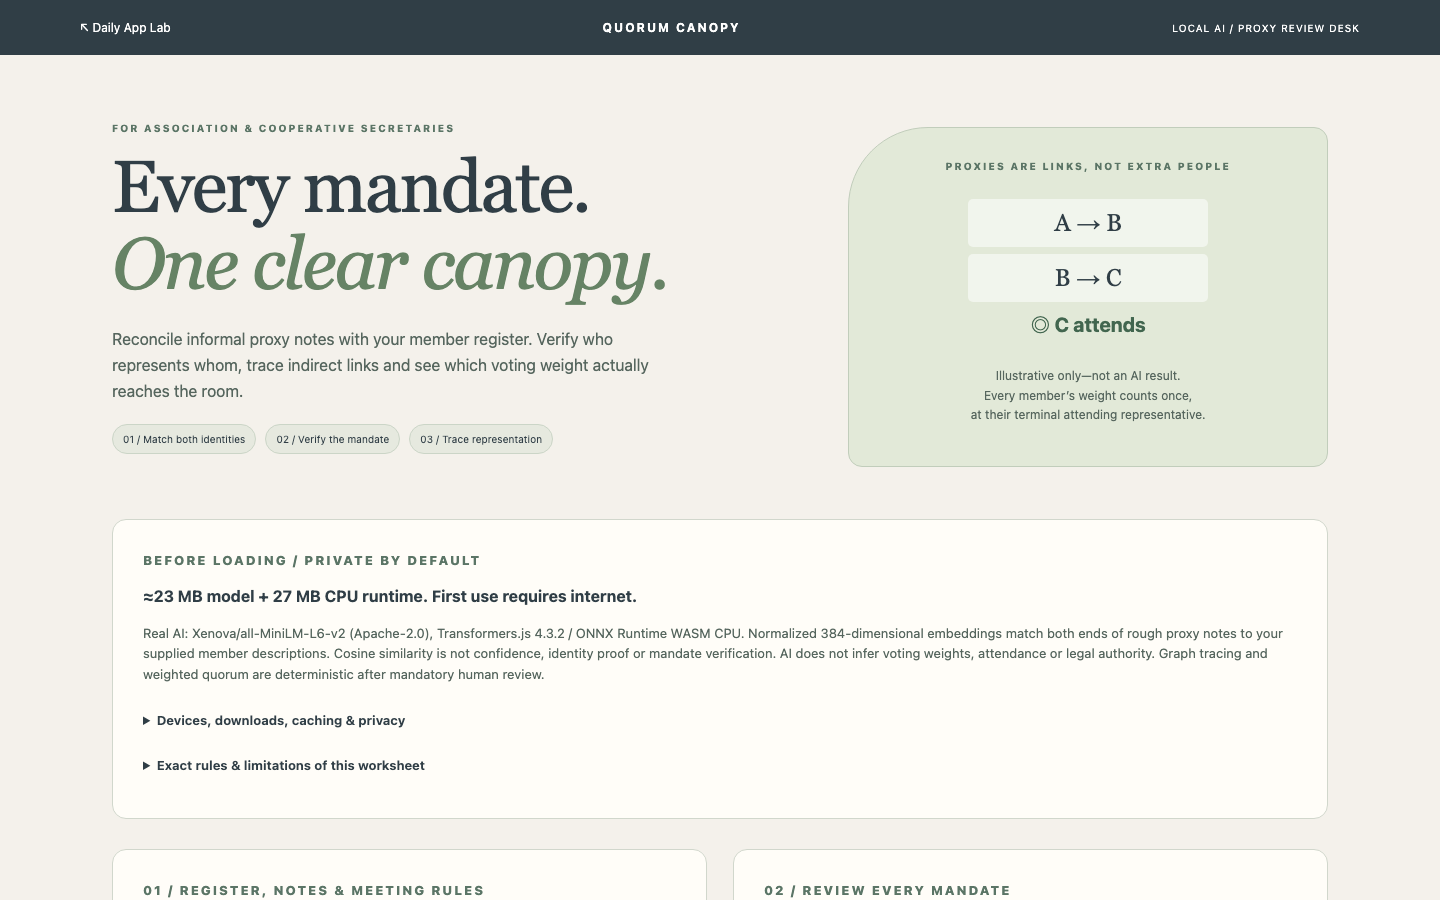 ↖ Daily App Lab
QUORUM CANOPY
LOCAL AI / PROXY REVIEW DESK
FOR ASSOCIATION & COOPERATIVE SECRETARIES
Every mandate.
One clear canopy.
Reconcile informal proxy notes with your member register. Verify who
represents whom, trace indirect links and see which voting weight actually
reaches the room.
01 / Match both identities
02 / Verify the mandate
03 / Trace representation
PROXIES ARE LINKS, NOT EXTRA PEOPLE
A → B
B → C
◎ C attends
Illustrative only—not an AI result.
Every member’s weight counts once,
at their terminal attending representative.
BEFORE LOADING / PRIVATE BY DEFAULT
≈23 MB model + 27 MB CPU runtime. First use requires internet.
Real AI: Xenova/all-MiniLM-L6-v2 (Apache-2.0), Transformers.js 4.3.2 / ONNX Runtime WASM CPU. Normalized 384-dimensional embeddings match both ends of rough proxy notes to your
supplied member descriptions. Cosine similarity is not confidence, identity proof or mandate verification. AI does not infer voting weights, attendance or legal authority. Graph tracing and
weighted quorum are deterministic after mandatory human review.
▶ Devices, downloads, caching & privacy
▶ Exact rules & limitations of this worksheet
01 / REGISTER, NOTES & MEETING RULES
02 / REVIEW EVERY MANDATE